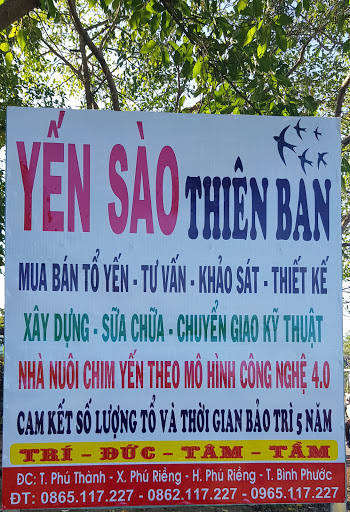 YẾN SÀO THIÊN BAN
MUA BÁN TỔ YẾN - TƯ VẤN - KHẢO SÁT - THIẾT KẾ
XÂY DỰNG - SỮA CHỮA - CHUYỂN GIAO KỸ THUẬT
NHÀ NUÔI CHIM YẾN THEO MÔ HÌNH CÔNG NGHỆ 4.0
CAM KẾT SỐ LƯỢNG TỔ VÀ THỜI GIAN BẢO TRÌ 5 NĂM
TRÍ - ĐỨC - TÂM - TẦM
ĐC: T. Phú Thành - X. Phú Riềng - H. Phú Riềng - T. Bình Phước
ĐT: 0865.117.227 - 0862.117.227 - 0965.117.227